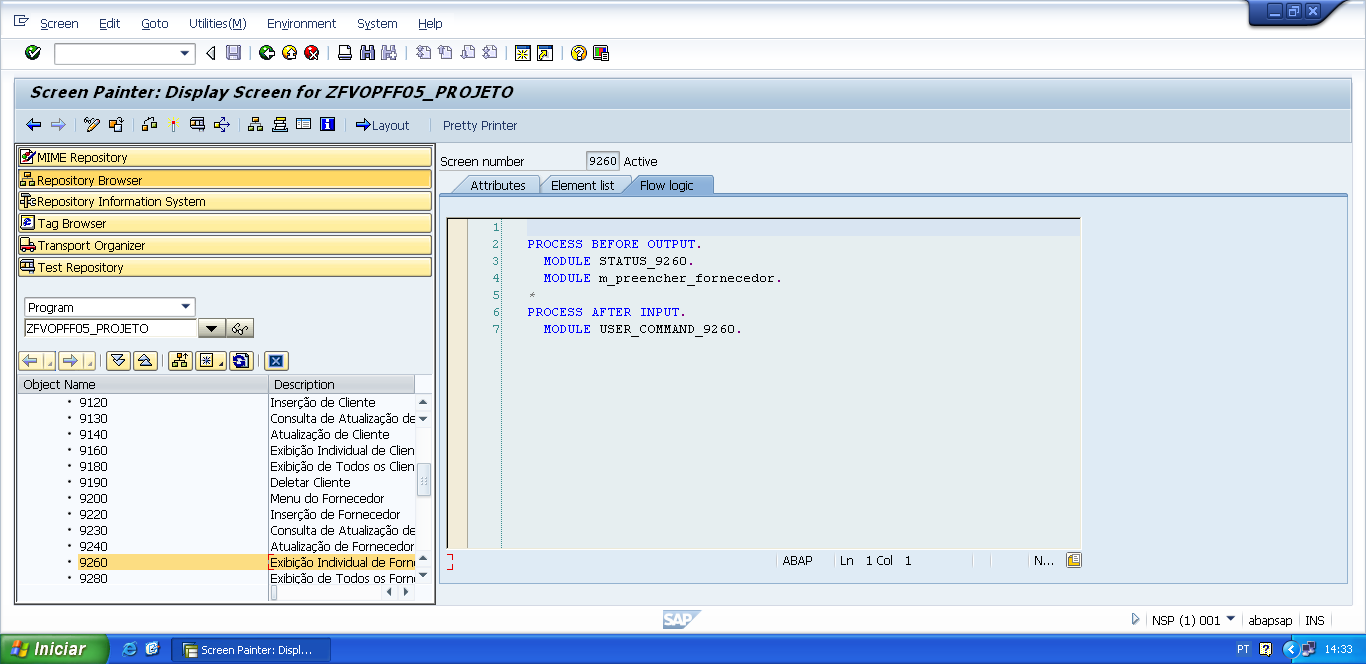 Screen Edit Goto Utilities(M) Environment System Help
Screen Painter: Display Screen for ZFVOPFF05_PROJETO
Layout Pretty Printer
MIME Repository
Repository Browser
Repository Information System
Tag Browser
Transport Organizer
Test Repository
Program
ZFVOPFF05_PROJETO
Object Name Description
9120 Inserção de Cliente
9130 Consulta de Atualização de
9140 Atualização de Cliente
9160 Exibição Individual de Clien
9180 Exibição de Todos os Clien
9190 Deletar Cliente
9200 Menu do Fornecedor
9220 Inserção de Fornecedor
9230 Consulta de Atualização de
9240 Atualização de Fornecedor
9260 Exibição Individual de Forn
9280 Exibição de Todos os Forn
Screen number 9260 Active
Attributes Element list Flow logic
1
2 PROCESS BEFORE OUTPUT.
3 MODULE STATUS_9260.
4 MODULE m_preencher_fornecedor.
5 *
6 PROCESS AFTER INPUT.
7 MODULE USER_COMMAND_9260.
ABAP Ln 1 Col 1 N...
SAP
NSP (1) 001 abapsap INS
Iniciar Screen Painter: Displ... PT 14:33